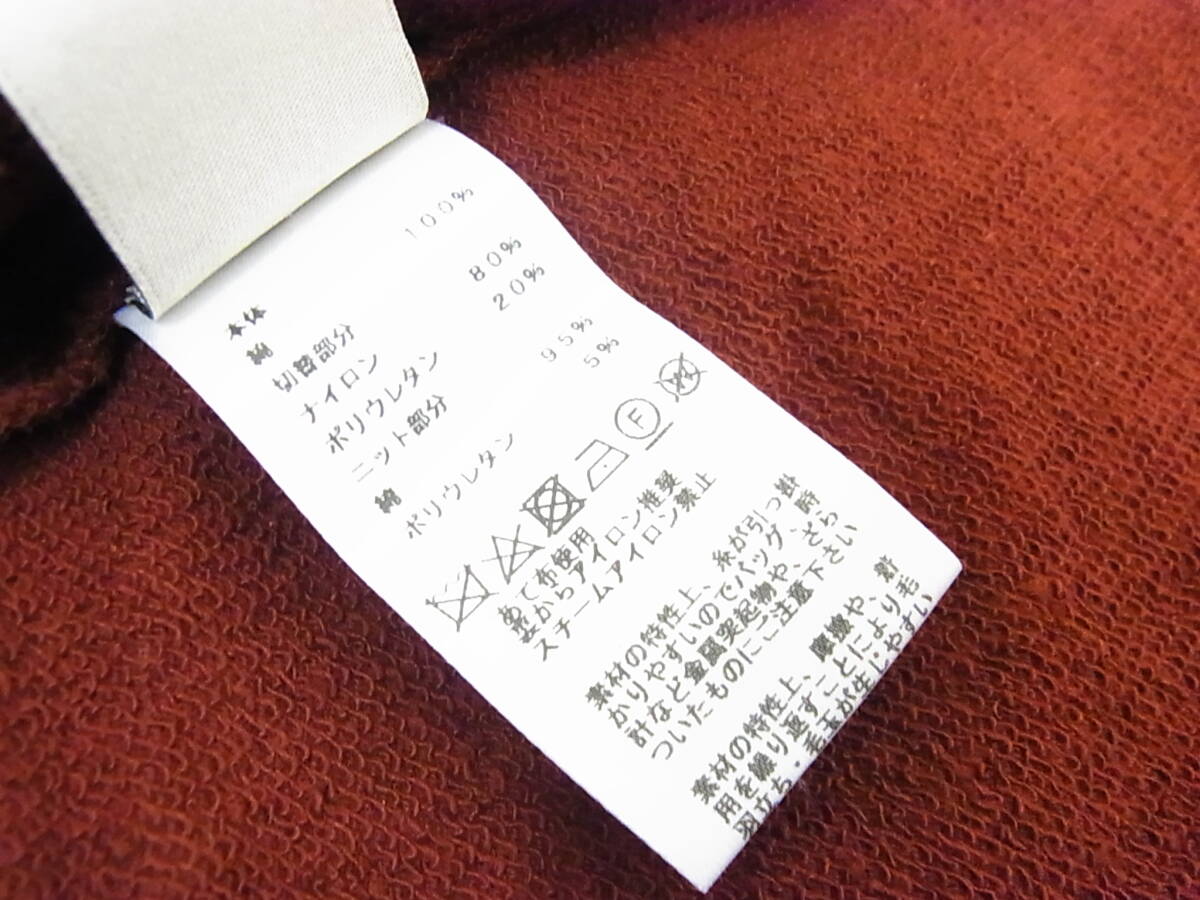 本体
綿 100%
切替部分
ナイロン 80%
ポリウレタン 20%
ニット部分
綿 95%
ポリウレタン 5%
F
W
あて布使用
裏からアイロン推奨
スチームアイロン禁止
素材の特性上、糸が引っ掛
かりやすいのでバッグ、時
計など金属突起物や、ざら
ついたものにご注意下さい
素材の特性上、摩擦や、着
用を繰り返すことにより毛
羽立ち・毛玉が生じやすい